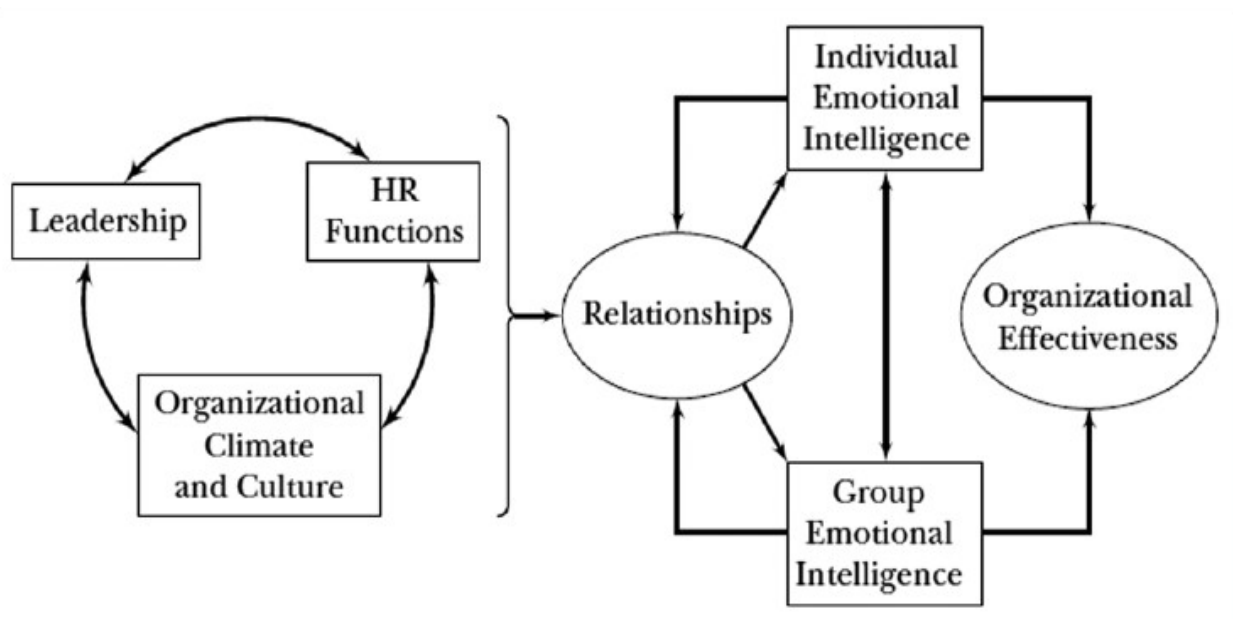 Individual
Emotional
Intelligence
HR
Functions
Leadership
Relationships
Organizational
Effectiveness
Organizational
Climate
and Culture
Group
Emotional
Intelligence